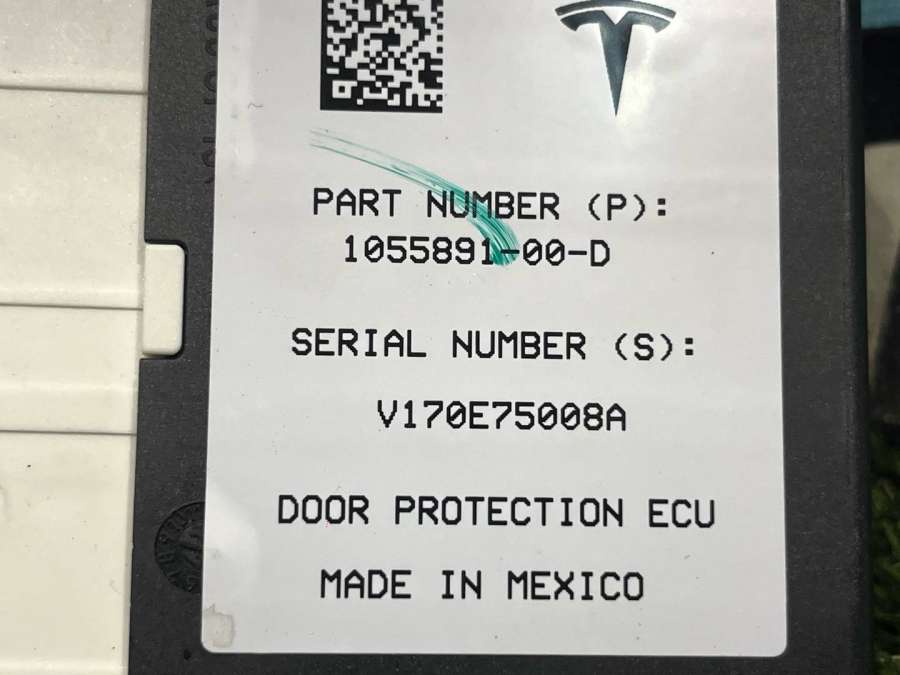 PART NUMBER (P):
1055891-00-D
SERIAL NUMBER (S):
V170E75008A
DOOR PROTECTION ECU
MADE IN MEXICO